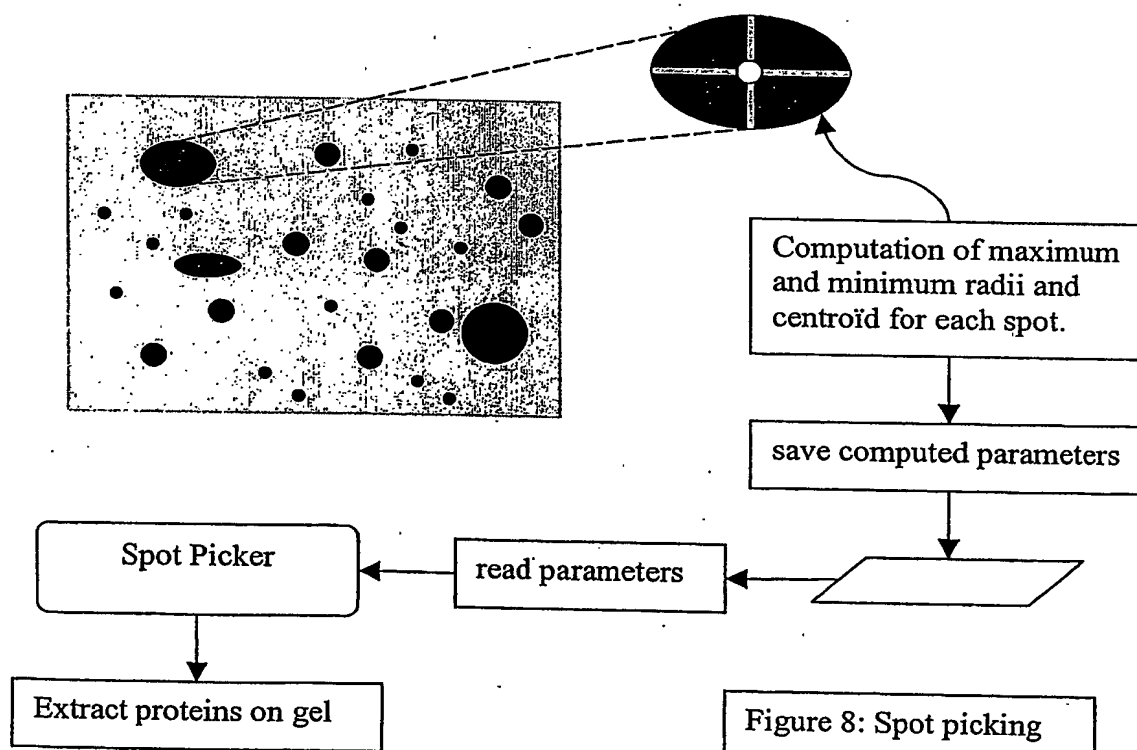 Computation of maximum
and minimum radii and
centroïd for each spot.
save computed parameters
read parameters
Spot Picker
Extract proteins on gel
Figure 8: Spot picking